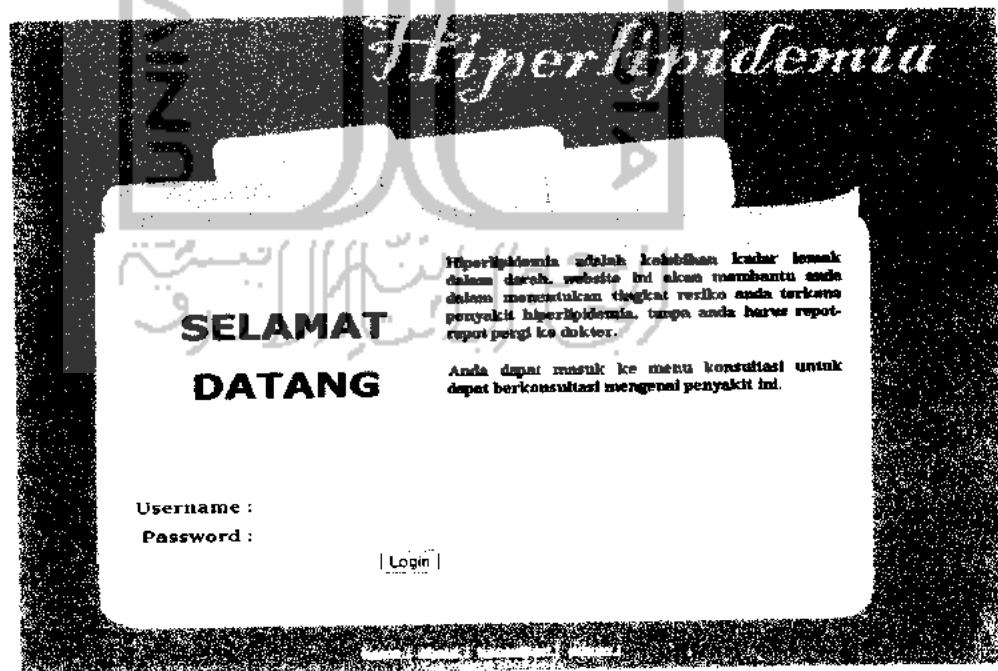 Hiperlipidemia
SELAMAT
DATANG
Hiperlipidemia adalah kelebihan kadar lemak
dalam darah. website ini akan membantu anda
dalam menentukan tingkat resiko anda terkena
penyakit hiperlipidemia, tanpa anda harus repot-
repot pergi ke dokter.
Anda dapat masuk ke menu konsultasi untuk
dapat berkonsultasi mengenai penyakit ini.
Username :
Password :
Login